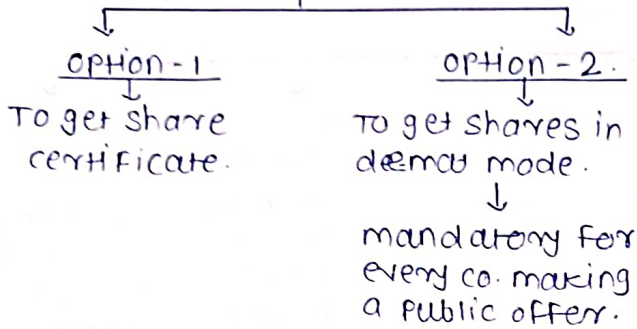 OPTION - 1
To get share
certificate.
OPTION - 2.
To get shares in
deemat mode.
mandatory for
every co. making
a public offer.